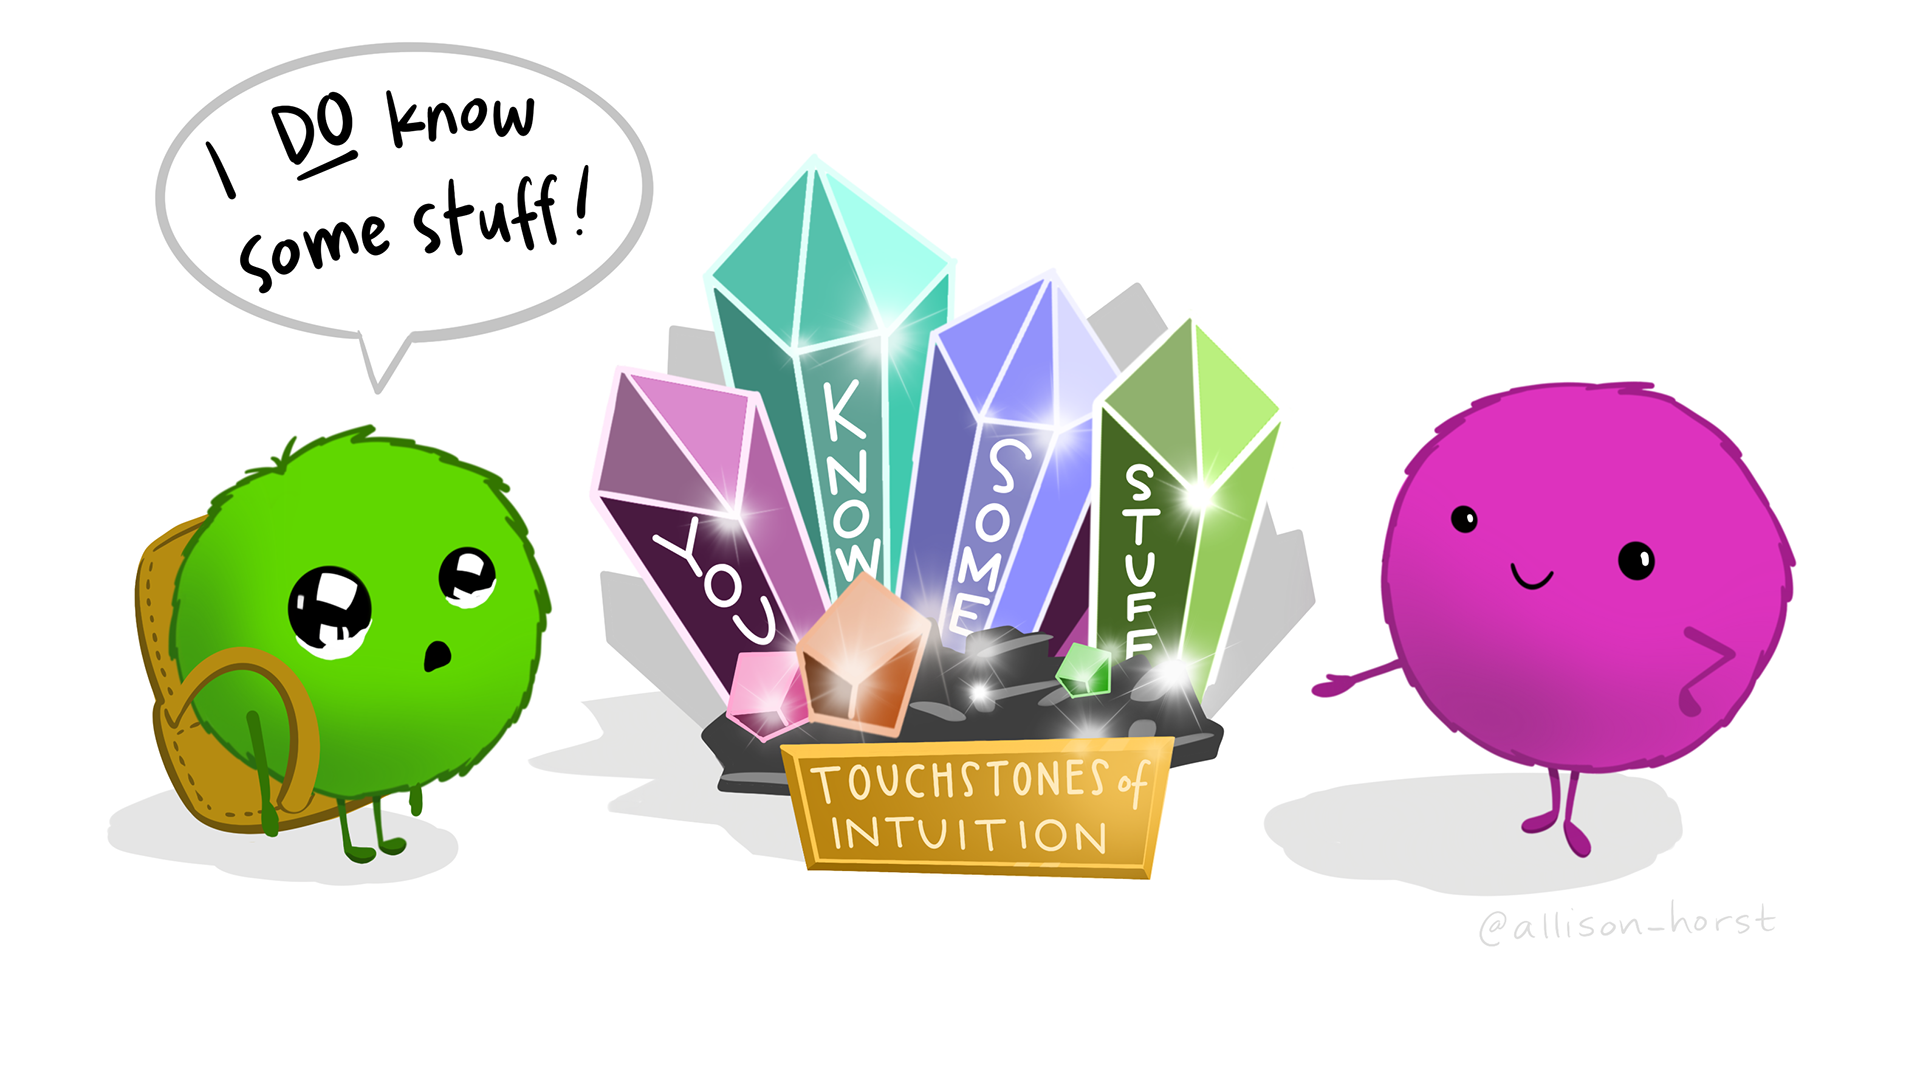 I DO know
some stuff!
YOU
KNOW
SOME
STUFF
TOUCHSTONES of
INTUITION
@allison_horst